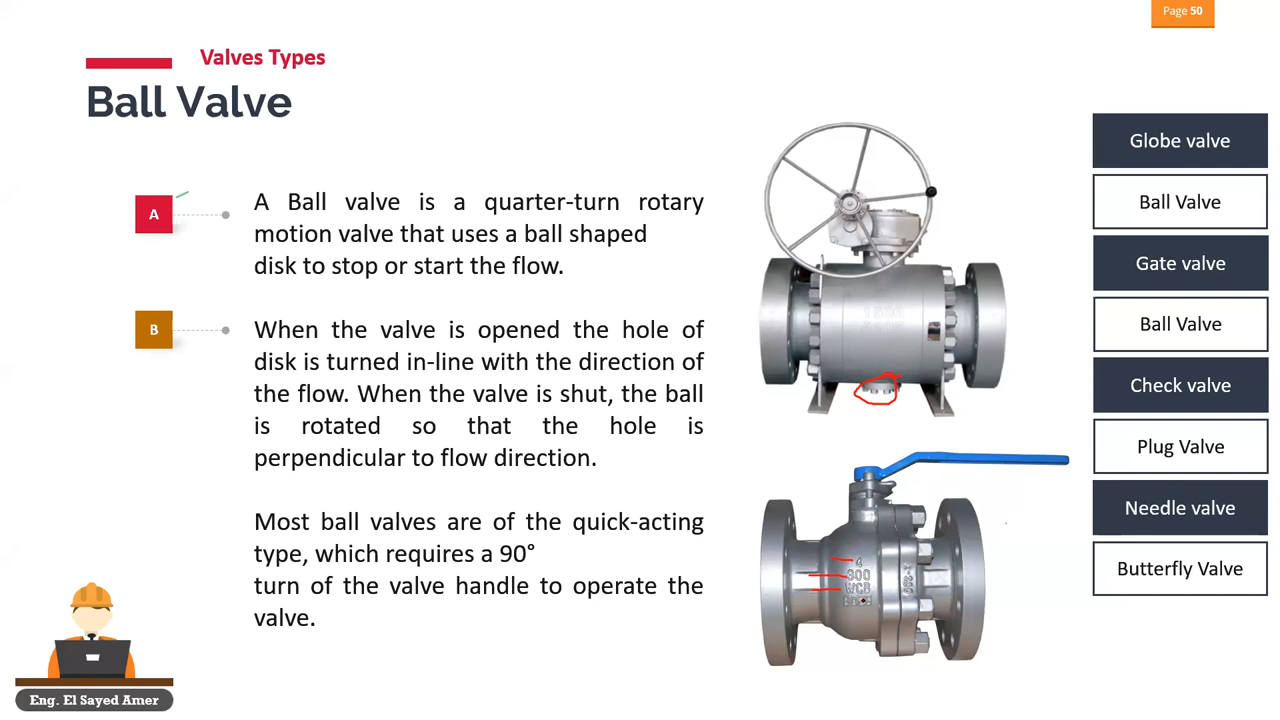 Page 50
Valves Types
Ball Valve
A
A Ball valve is a quarter-turn rotary
motion valve that uses a ball shaped
disk to stop or start the flow.
B
When the valve is opened the hole of
disk is turned in-line with the direction of
the flow. When the valve is shut, the ball
is rotated so that the hole is
perpendicular to flow direction.
Most ball valves are of the quick-acting
type, which requires a 90°
turn of the valve handle to operate the
valve.
4
300
WCB
Globe valve
Ball Valve
Gate valve
Ball Valve
Check valve
Plug Valve
Needle valve
Butterfly Valve
Eng. El Sayed Amer